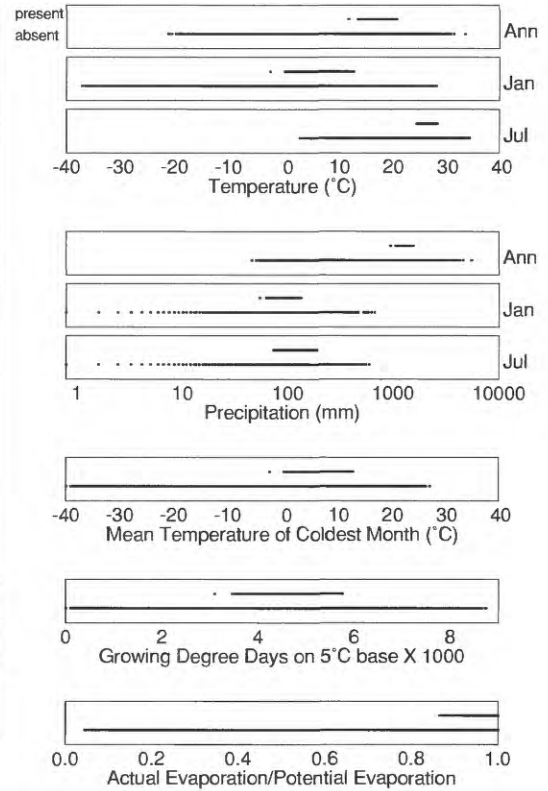 present
absent
Ann
Jan
Jul
-40 -20 -10 0 10 20 30 40
Temperature (˚C)
Ann
Jan
Jul
1 10 100 1000 10000
Precipitation (mm)
-40 -20 -10 0 10 20 30 40
Mean Temperature of Coldest Month (˚C)
0 2 4 6 8
Growing Degree Days on 5˚C base X 1000
0.0 0.2 0.4 0.6 0.8 1.0
Actual Evaporation/Potential Evaporation